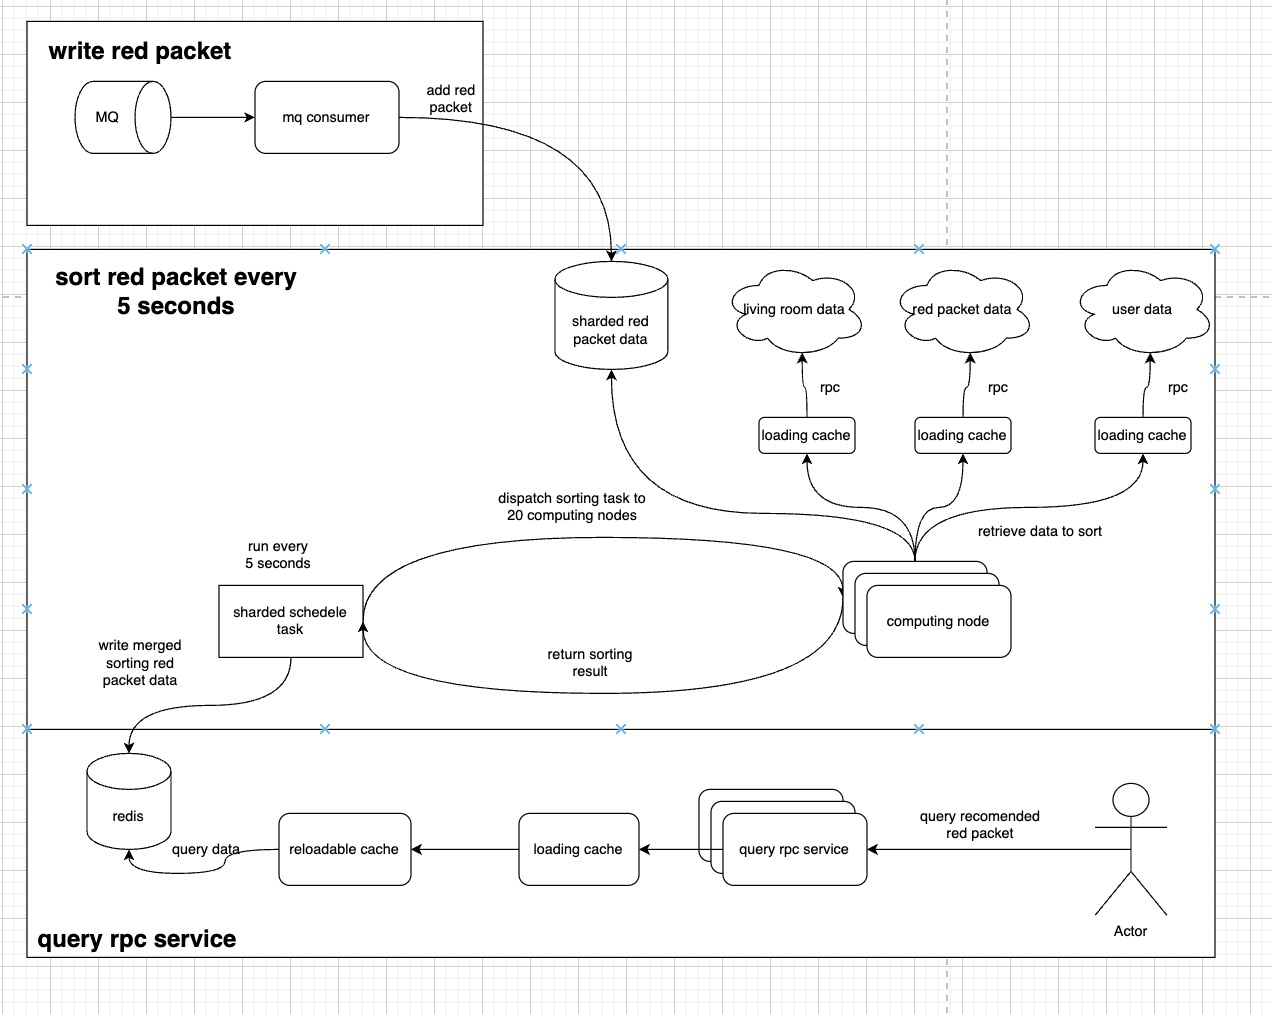 write red packet
MQ
mq consumer
add red
packet
sort red packet every
5 seconds
sharded red
packet data
living room data
red packet data
user data
rpc
rpc
rpc
loading cache
loading cache
loading cache
dispatch sorting task to
20 computing nodes
retrieve data to sort
run every
5 seconds
sharded schedele
task
computing node
write merged
sorting red
packet data
return sorting
result
redis
query data
reloadable cache
loading cache
query rpc service
query recomended
red packet
Actor
query rpc service